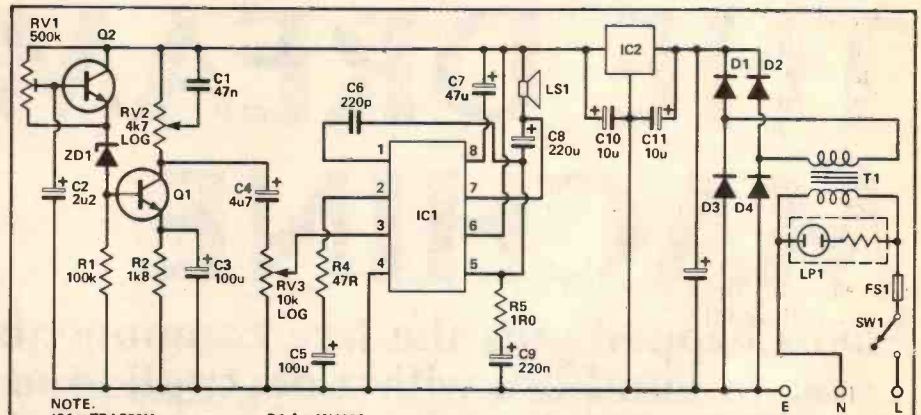 RV1
500k
Q2
C1
47n
RV2
4k7
LOG
ZD1
C2
2u2
Q1
C4
4u7
R1
100k
R2
1k8
C3
100u
RV3
10k
LOG
C6
220p
1
2
3
4
IC1
8
7
6
5
R4
47R
C5
100u
C7
47u
LS1
C8
220u
R5
1R0
C9
220n
IC2
C10
10u
C11
10u
D1
D2
D3
D4
T1
LP1
FS1
SW1
E
N
L
NOTE.